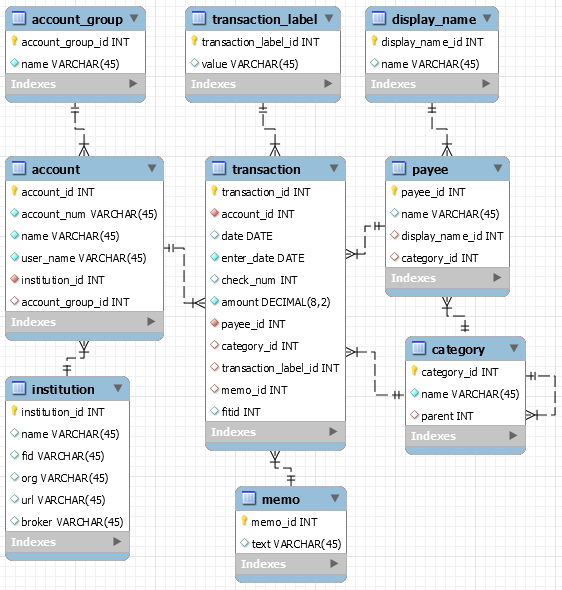 account_group
account_group_id INT
name VARCHAR(45)
Indexes
transaction_label
transaction_label_id INT
value VARCHAR(45)
Indexes
display_name
display_name_id INT
name VARCHAR(45)
Indexes
account
account_id INT
account_num VARCHAR(45)
name VARCHAR(45)
user_name VARCHAR(45)
institution_id INT
account_group_id INT
Indexes
transaction
transaction_id INT
account_id INT
date DATE
enter_date DATE
check_num INT
amount DECIMAL(8,2)
payee_id INT
category_id INT
transaction_label_id INT
memo_id INT
fitid INT
Indexes
payee
payee_id INT
name VARCHAR(45)
display_name_id INT
category_id INT
Indexes
category
category_id INT
name VARCHAR(45)
parent INT
Indexes
institution
institution_id INT
name VARCHAR(45)
fid VARCHAR(45)
org VARCHAR(45)
url VARCHAR(45)
broker VARCHAR(45)
Indexes
memo
memo_id INT
text VARCHAR(45)
Indexes